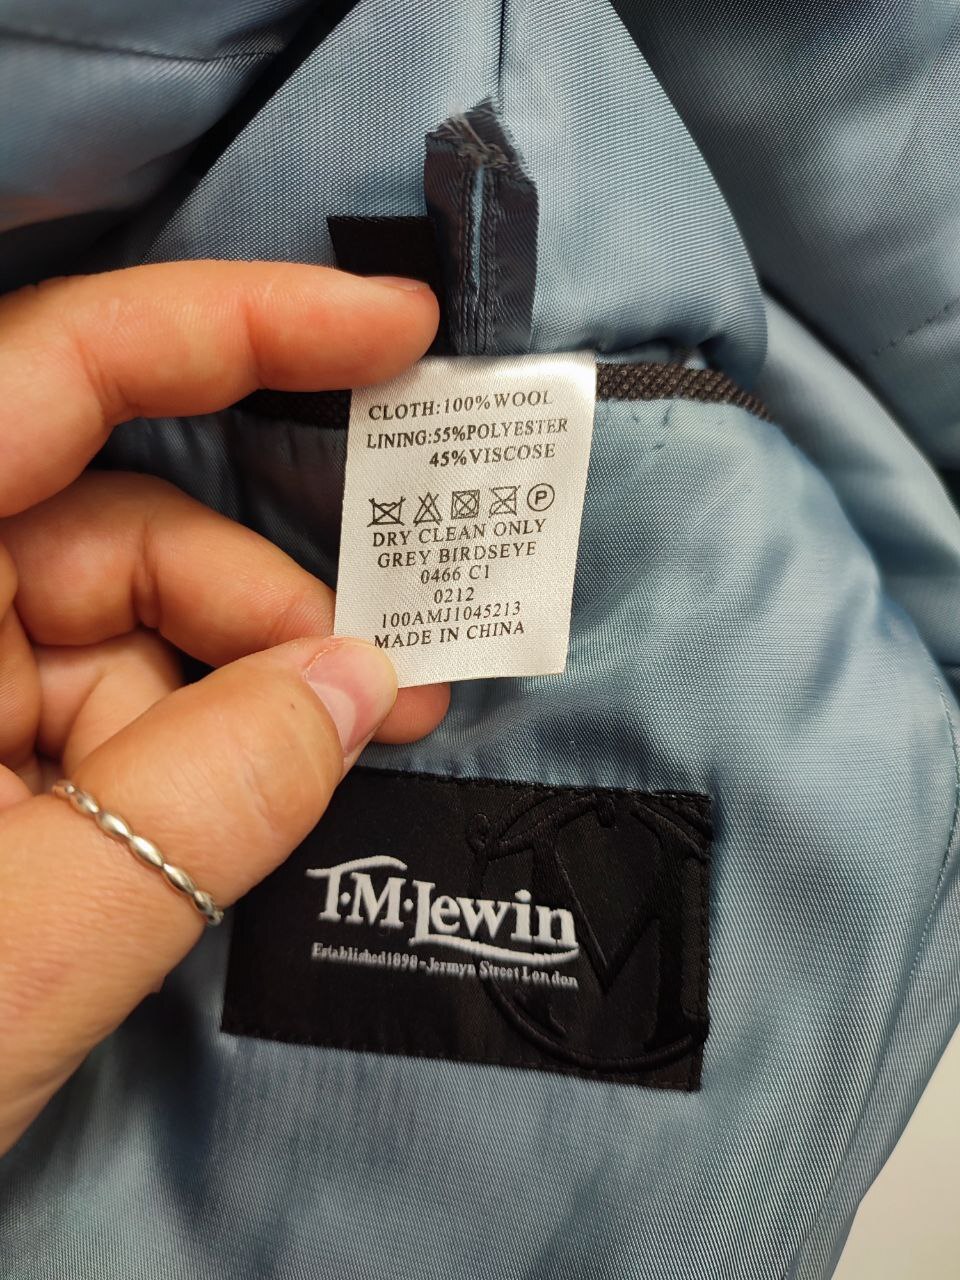 CLOTH:100%WOOL
LINING:55%POLYESTER
45%VISCOSE
P
DRY CLEAN ONLY
GREY BIRDSEYE
0466 C1
0212
100AMJ1045213
MADE IN CHINA
T·M·Lewin
Established1898-Jermyn Street London